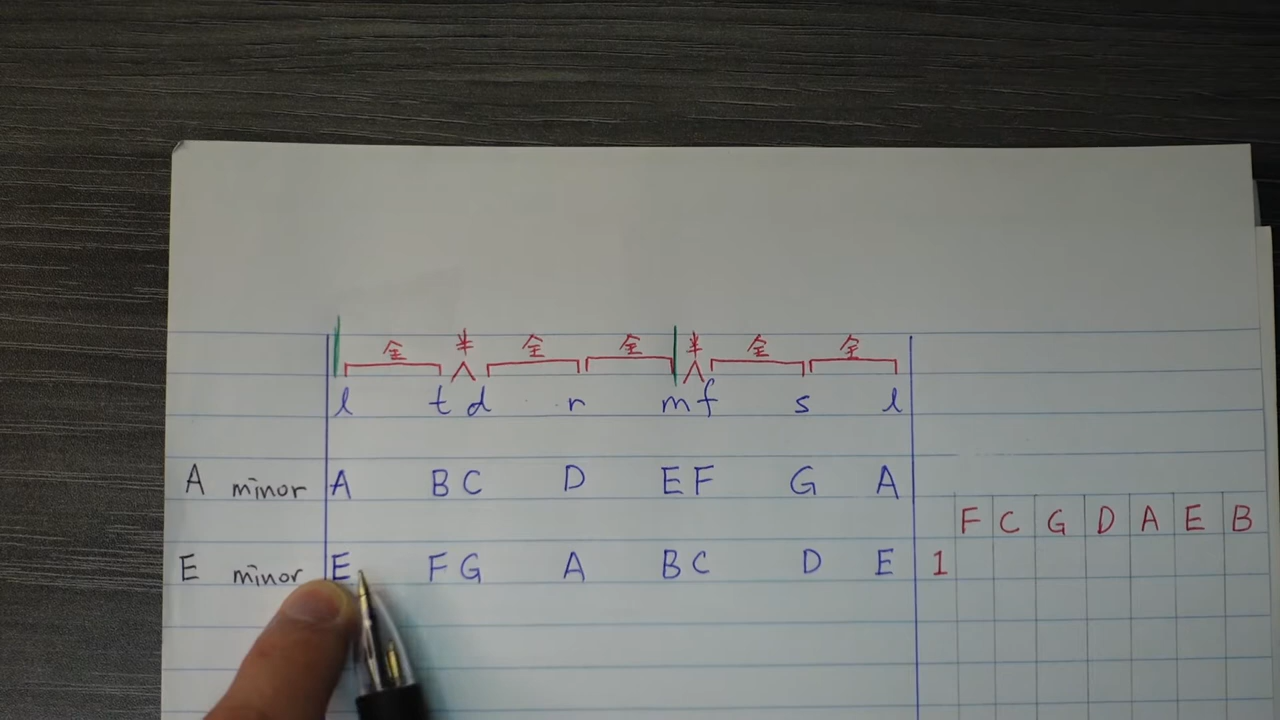 全 半 全 全 半 全 全
l t d r m f s l
A minor A B C D E F G A
F C G D A E B
E minor E F G A B C D E 1